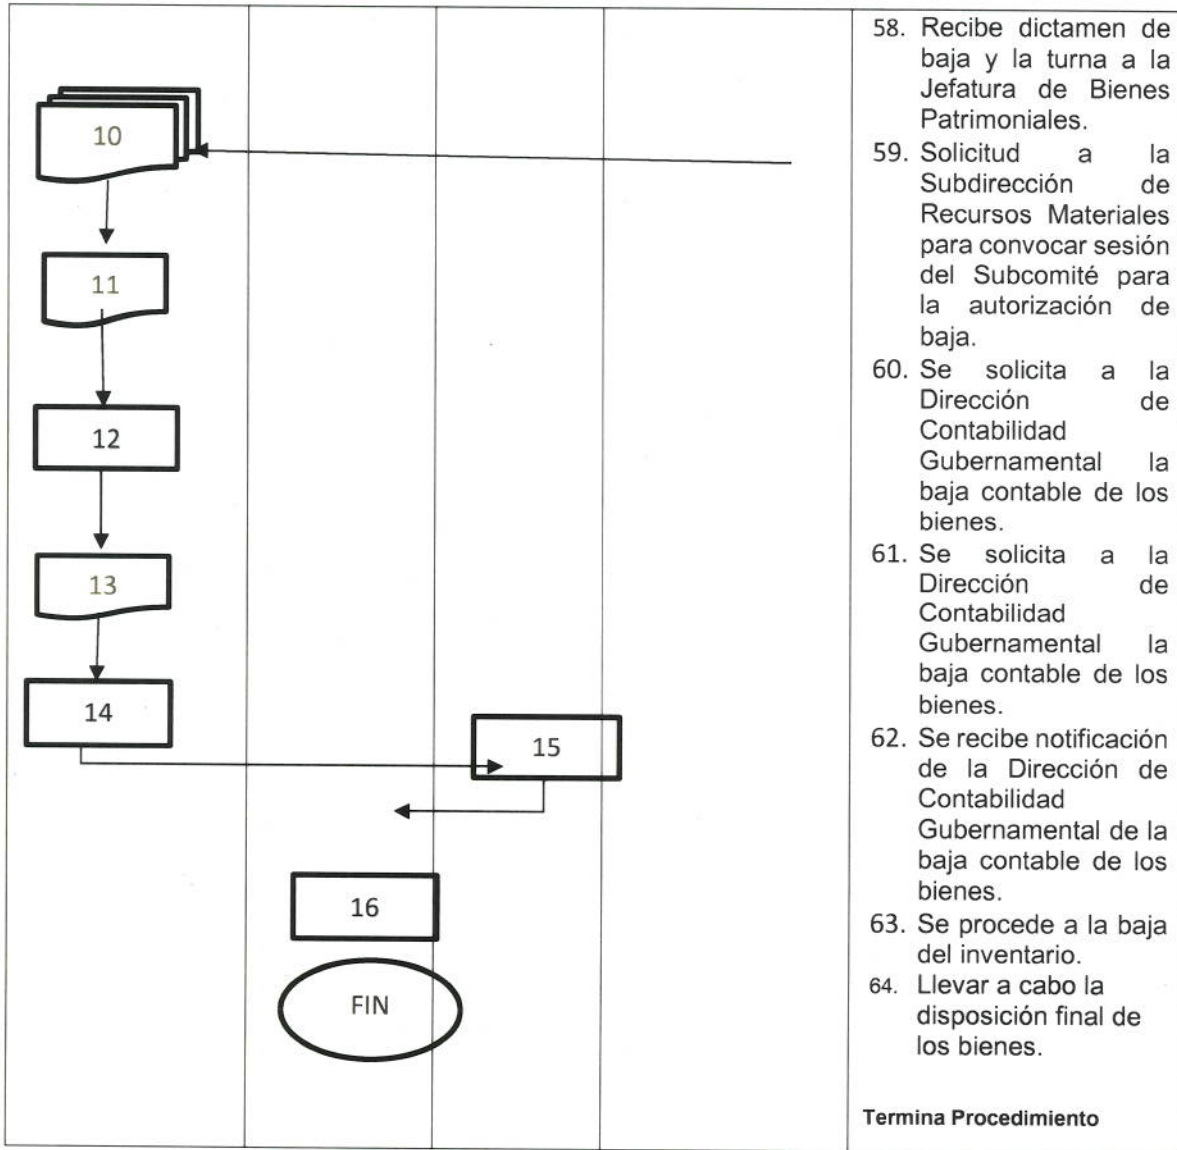 10
11
12
13
14
15
16
FIN
58. Recibe dictamen de
baja y la turna a la
Jefatura de Bienes
Patrimoniales.
59. Solicitud a la
Subdirección de
Recursos Materiales
para convocar sesión
del Subcomité para
la autorización de
baja.
60. Se solicita a la
Dirección de
Contabilidad
Gubernamental la
baja contable de los
bienes.
61. Se solicita a la
Dirección de
Contabilidad
Gubernamental la
baja contable de los
bienes.
62. Se recibe notificación
de la Dirección de
Contabilidad
Gubernamental de la
baja contable de los
bienes.
63. Se procede a la baja
del inventario.
64. Llevar a cabo la
disposición final de
los bienes.
Termina Procedimiento